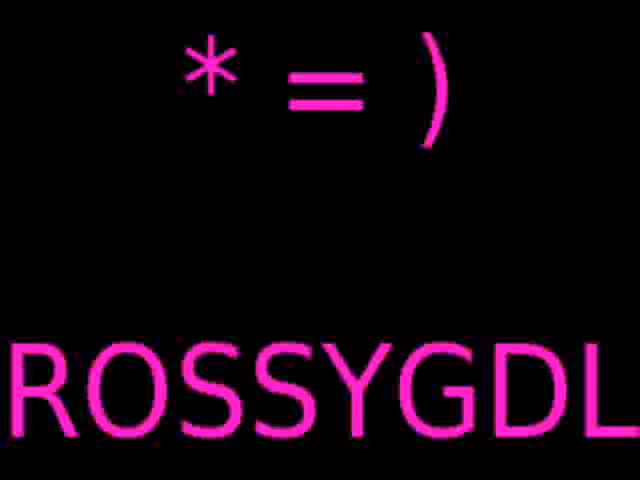 * = )
ROSSYGDL